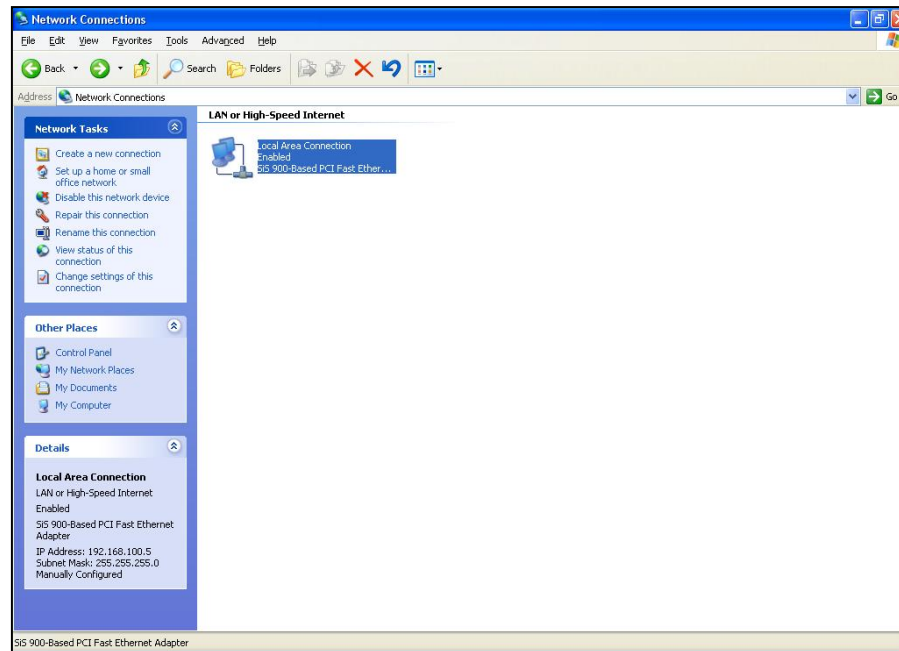 Network Connections
File Edit View Favorites Tools Advanced Help
Back Search Folders
Address Network Connections Go
LAN or High-Speed Internet
Local Area Connection
Enabled
SiS 900-Based PCI Fast Ether...
Network Tasks
Create a new connection
Set up a home or small
office network
Disable this network device
Repair this connection
Rename this connection
View status of this
connection
Change settings of this
connection
Other Places
Control Panel
My Network Places
My Documents
My Computer
Details
Local Area Connection
LAN or High-Speed Internet
Enabled
SiS 900-Based PCI Fast Ethernet
Adapter
IP Address: 192.168.100.5
Subnet Mask: 255.255.255.0
Manually Configured
SiS 900-Based PCI Fast Ethernet Adapter